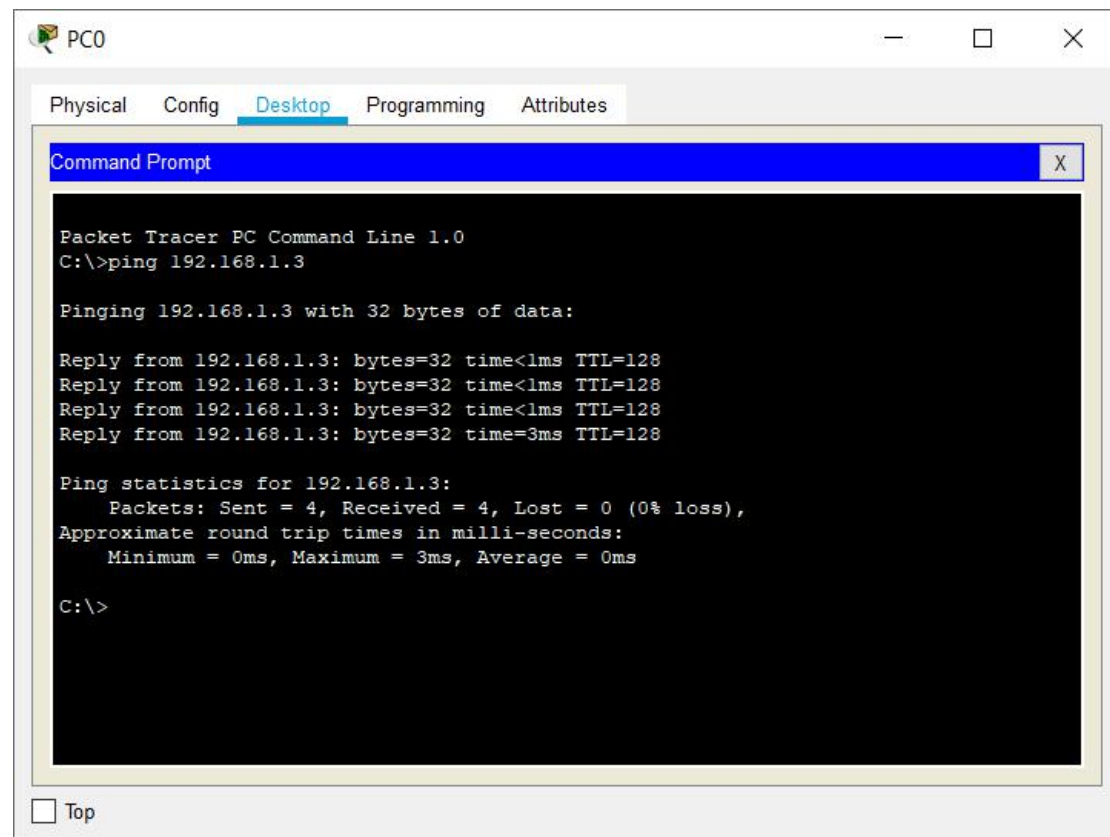 PC0
Physical Config Desktop Programming Attributes
Command Prompt X
Packet Tracer PC Command Line 1.0
C:\>ping 192.168.1.3
Pinging 192.168.1.3 with 32 bytes of data:
Reply from 192.168.1.3: bytes=32 time<1ms TTL=128
Reply from 192.168.1.3: bytes=32 time<1ms TTL=128
Reply from 192.168.1.3: bytes=32 time<1ms TTL=128
Reply from 192.168.1.3: bytes=32 time=3ms TTL=128
Ping statistics for 192.168.1.3:
Packets: Sent = 4, Received = 4, Lost = 0 (0% loss),
Approximate round trip times in milli-seconds:
Minimum = 0ms, Maximum = 3ms, Average = 0ms
C:\>
Top